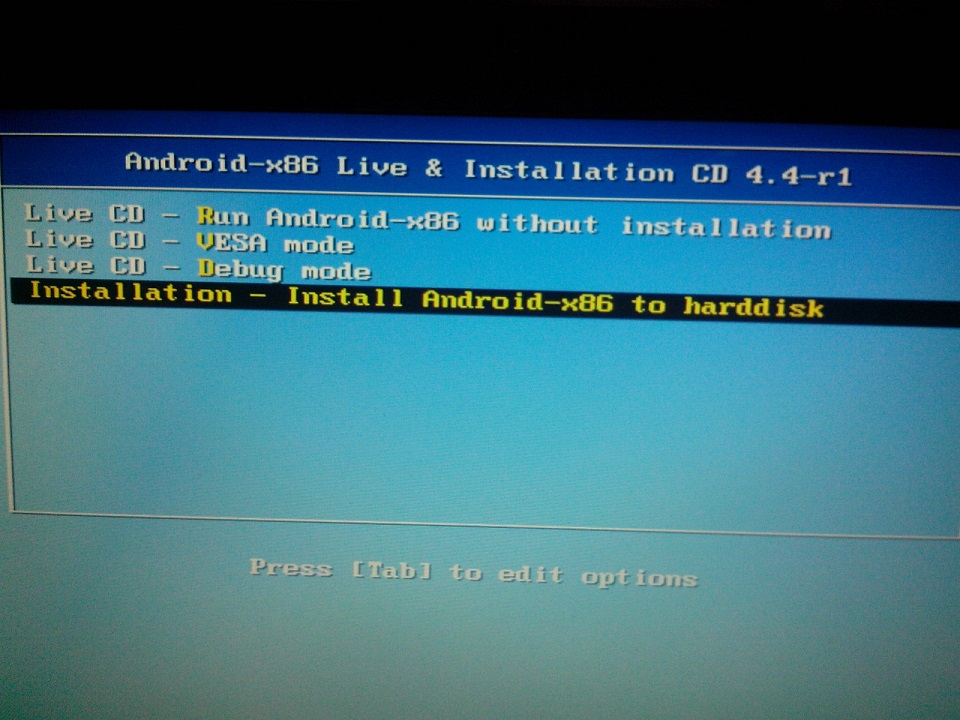 Android-x86 Live & Installation CD 4.4-r1
Live CD - Run Android-x86 without installation
Live CD - VESA mode
Live CD - Debug mode
Installation - Install Android-x86 to harddisk
Press [Tab] to edit options